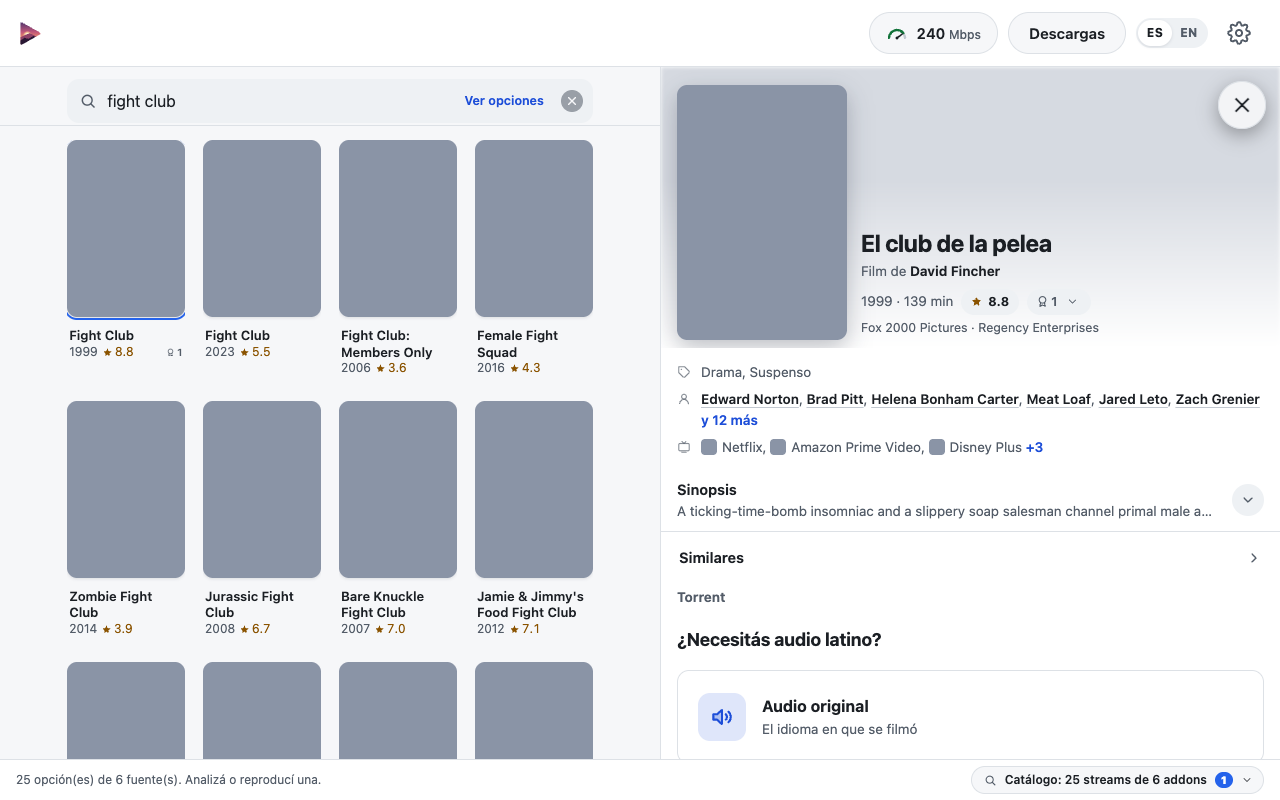 240 Mbps
Descargas
ES EN
fight club
Ver opciones
Fight Club
1999 ★ 8.8 1
Fight Club
2023 ★ 5.5
Fight Club:
Members Only
2006 ★ 3.6
Female Fight
Squad
2016 ★ 4.3
Zombie Fight
Club
2014 ★ 3.9
Jurassic Fight
Club
2008 ★ 6.7
Bare Knuckle
Fight Club
2007 ★ 7.0
Jamie & Jimmy's
Food Fight Club
2012 ★ 7.1
El club de la pelea
Film de David Fincher
1999 · 139 min ★ 8.8 1
Fox 2000 Pictures · Regency Enterprises
Drama, Suspenso
Edward Norton, Brad Pitt, Helena Bonham Carter, Meat Loaf, Jared Leto, Zach Grenier
y 12 más
Netflix, Amazon Prime Video, Disney Plus +3
Sinopsis
A ticking-time-bomb insomniac and a slippery soap salesman channel primal male a...
Similares
Torrent
¿Necesitás audio latino?
Audio original
El idioma en que se filmó
25 opción(es) de 6 fuente(s). Analizá o reproducí una.
Catálogo: 25 streams de 6 addons 1